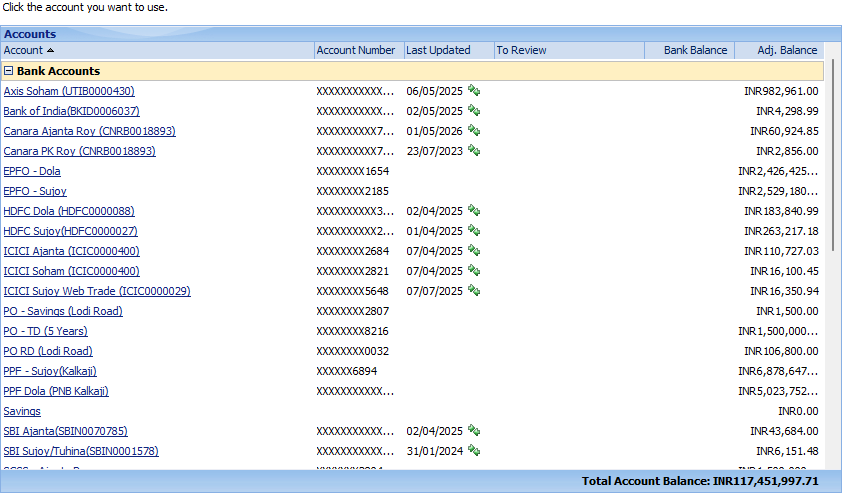 Click the account you want to use.
Accounts
Account Account Number Last Updated To Review Bank Balance Adj. Balance
Bank Accounts
Axis Soham (UTIB0000430) XXXXXXXXXXX... 06/05/2025 INR982,961.00
Bank of India(BKID0006037) XXXXXXXXXXX... 02/05/2025 INR4,298.99
Canara Ajanta Roy (CNRB0018893) XXXXXXXXXX7... 01/05/2026 INR60,924.85
Canara PK Roy (CNRB0018893) XXXXXXXXXX7... 23/07/2023 INR2,856.00
EPFO - Dola XXXXXXXX1654 INR2,426,425...
EPFO - Sujoy XXXXXXXX2185 INR2,529,180...
HDFC Dola (HDFC0000088) XXXXXXXXXX3... 02/04/2025 INR183,840.99
HDFC Sujoy(HDFC0000027) XXXXXXXXXX2... 01/04/2025 INR263,217.18
ICICI Ajanta (ICIC0000400) XXXXXXXX2684 07/04/2025 INR110,727.03
ICICI Soham (ICIC0000400) XXXXXXXX2821 07/04/2025 INR16,100.45
ICICI Sujoy Web Trade (ICIC0000029) XXXXXXXX5648 07/07/2025 INR16,350.94
PO - Savings (Lodi Road) XXXXXXXX2807 INR1,500.00
PO - TD (5 Years) XXXXXXXX8216 INR1,500,000...
PO RD (Lodi Road) XXXXXXXX0032 INR106,800.00
PPF - Sujoy(Kalkaji) XXXXXX6894 INR6,878,647...
PPF Dola (PNB Kalkaji) XXXXXXXXXXX... INR5,023,752...
Savings INR0.00
SBI Ajanta(SBIN0070785) XXXXXXXXXXX... 02/04/2025 INR43,684.00
SBI Sujoy/Tuhina(SBIN0001578) XXXXXXXXXXX... 31/01/2024 INR6,151.48
Total Account Balance: INR117,451,997.71